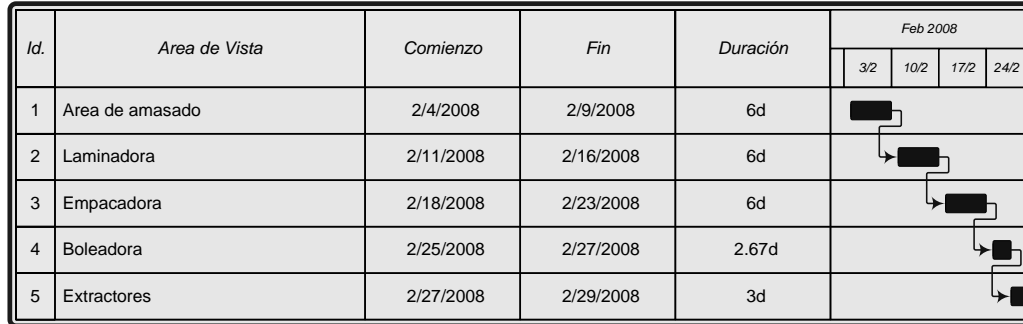 Id. Area de Vista Comienzo Fin Duración Feb 2008
3/2 10/2 17/2 24/2
1 Area de amasado 2/4/2008 2/9/2008 6d
2 Laminadora 2/11/2008 2/16/2008 6d
3 Empacadora 2/18/2008 2/23/2008 6d
4 Boleadora 2/25/2008 2/27/2008 2.67d
5 Extractores 2/27/2008 2/29/2008 3d